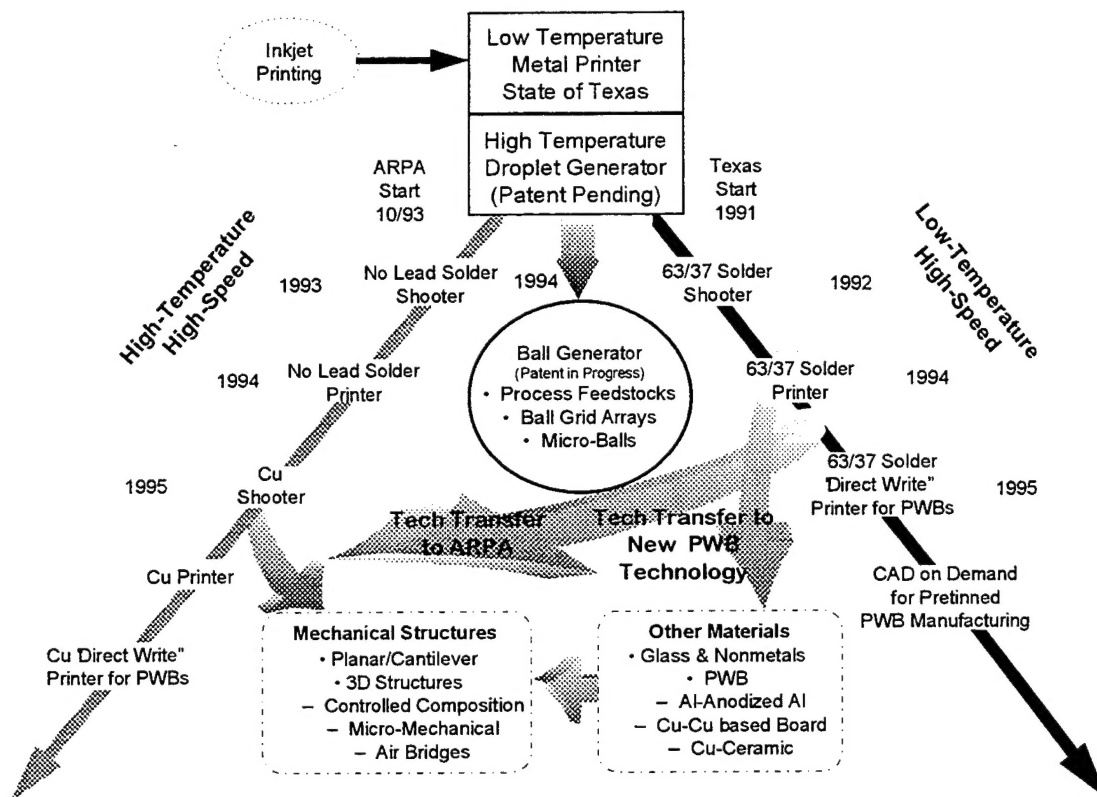 Inkjet
Printing
Low Temperature
Metal Printer
State of Texas
High Temperature
Droplet Generator
(Patent Pending)
ARPA
Start
10/93
Texas
Start
1991
High-Temperature
High-Speed
Low-Temperature
High-Speed
1993
No Lead Solder
Shooter
1994
63/37 Solder
Shooter
1992
1994
No Lead Solder
Printer
Ball Generator
(Patent in Progress)
• Process Feedstocks
• Ball Grid Arrays
• Micro-Balls
63/37 Solder
Printer
1994
1995
Cu
Shooter
63/37 Solder
"Direct Write"
Printer for PWBs
1995
Tech Transfer
to ARPA
Tech Transfer to
New PWB
Technology
Cu Printer
CAD on Demand
for Pretinned
PWB Manufacturing
Cu "Direct Write"
Printer for PWBs
Mechanical Structures
• Planar/Cantilever
• 3D Structures
– Controlled Composition
– Micro-Mechanical
– Air Bridges
Other Materials
• Glass & Nonmetals
• PWB
– Al-Anodized Al
– Cu-Cu based Board
– Cu-Ceramic